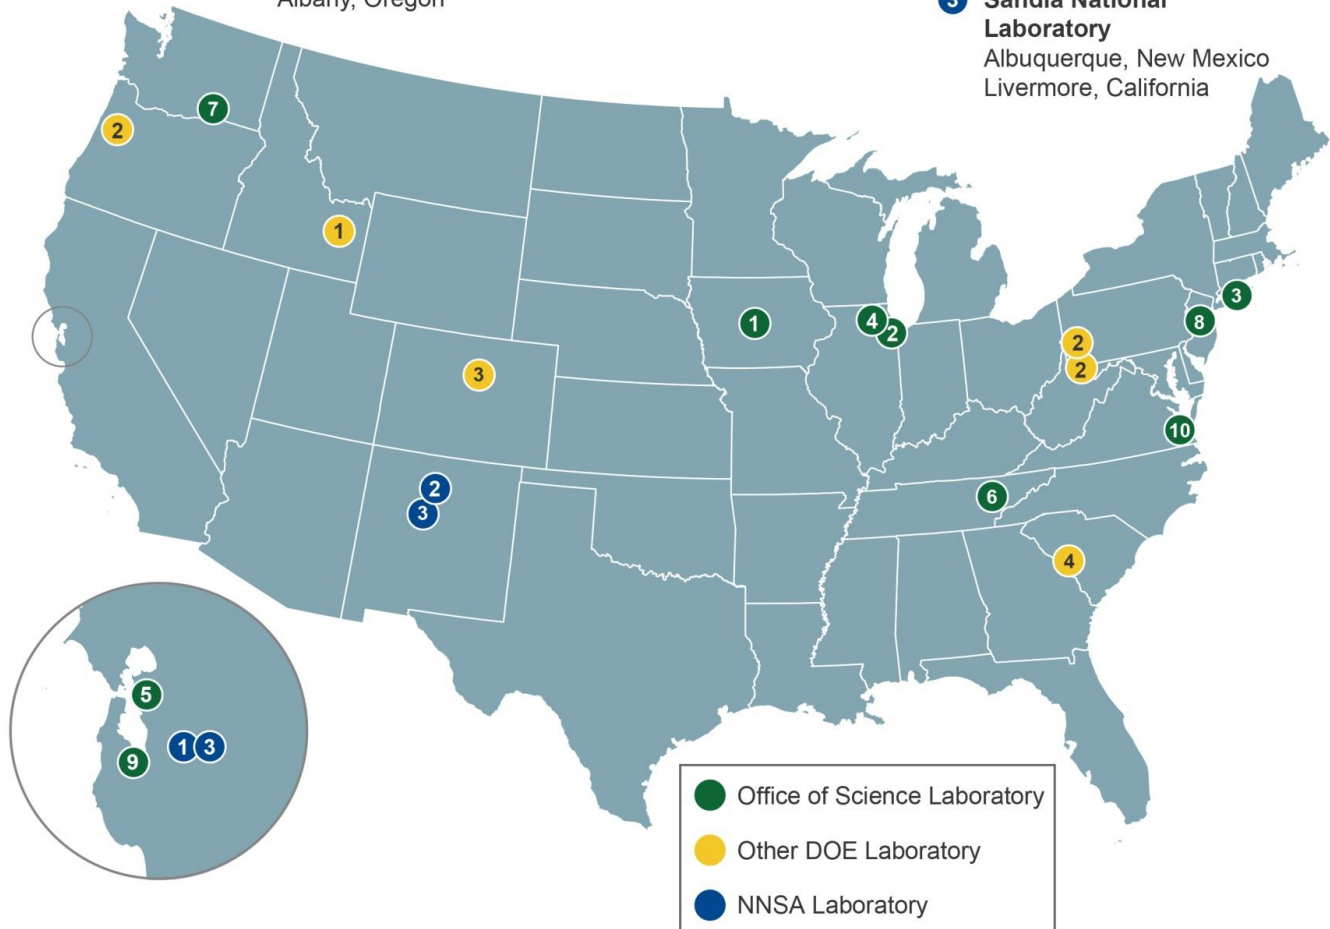 Albany, Oregon
3 Sandia National
Laboratory
Albuquerque, New Mexico
Livermore, California
7
2
1
3
2
3
1
4
2
2
2
3
8
10
6
4
5
9
1
3
Office of Science Laboratory
Other DOE Laboratory
NNSA Laboratory